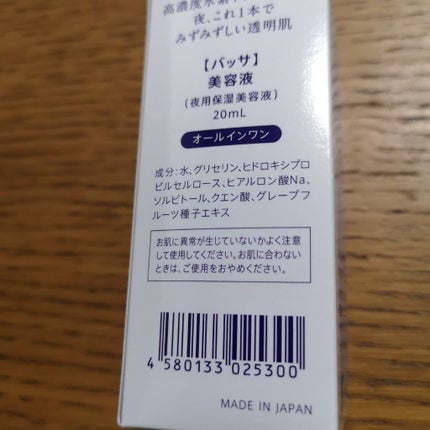 高濃度水素
夜、これ1本で
みずみずしい透明肌
【パッサ】
美容液
(夜用保湿美容液)
20mL
オールインワン
成分:水、グリセリン、ヒドロキシプロ
ピルセルロース、ヒアルロン酸Na、
ソルビトール、クエン酸、グレープフ
ルーツ種子エキス
お肌に異常が生じていないかよく注意
して使用してください。お肌に合わない
ときは、ご使用をおやめください。
4 580133 025300
MADE IN JAPAN